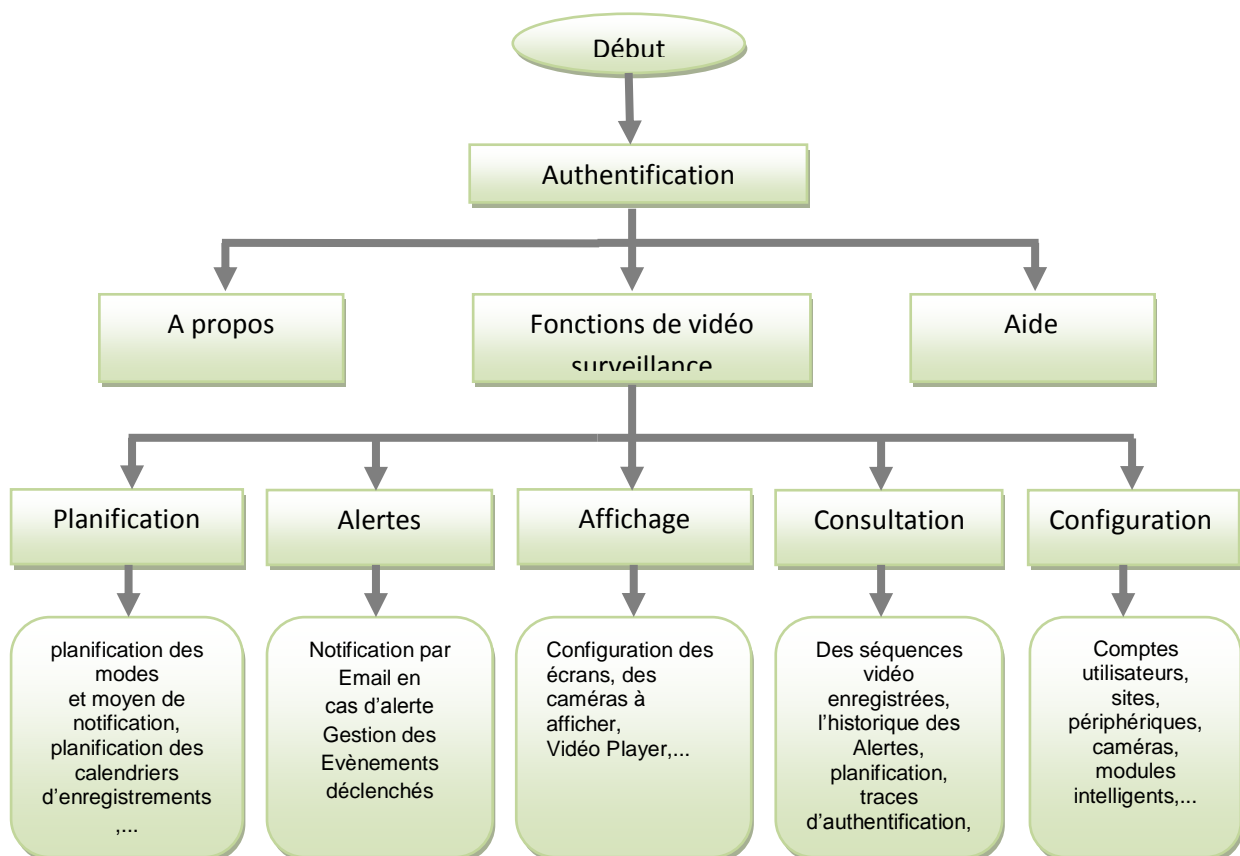 Début
Authentification
A propos
Fonctions de vidéo
surveillance
Aide
Planification
Alertes
Affichage
Consultation
Configuration
planification des
modes
et moyen de
notification,
planification des
calendriers
d'enregistrements
,...
Notification par
Email en
cas d'alerte
Gestion des
Evènements
déclenchés
Configuration des
écrans, des
caméras à
afficher,
Vidéo Player,...
Des séquences
vidéo
enregistrées,
l'historique des
Alertes,
planification,
traces
d'authentification,
Comptes
utilisateurs,
sites,
périphériques,
caméras,
modules
intelligents,...